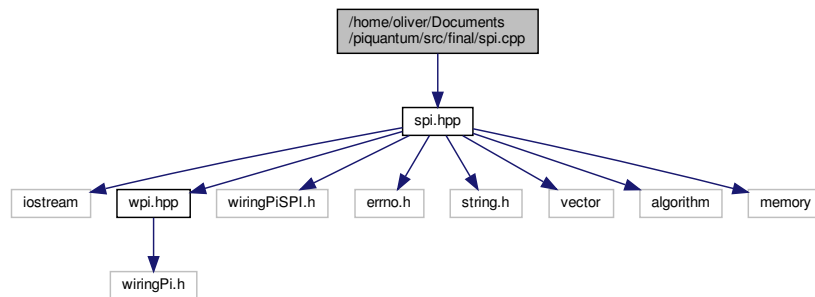 /home/oliver/Documents
/piquantum/src/final/spi.cpp
spi.hpp
iostream
wpi.hpp
wiringPiSPI.h
errno.h
string.h
vector
algorithm
memory
wiringPi.h